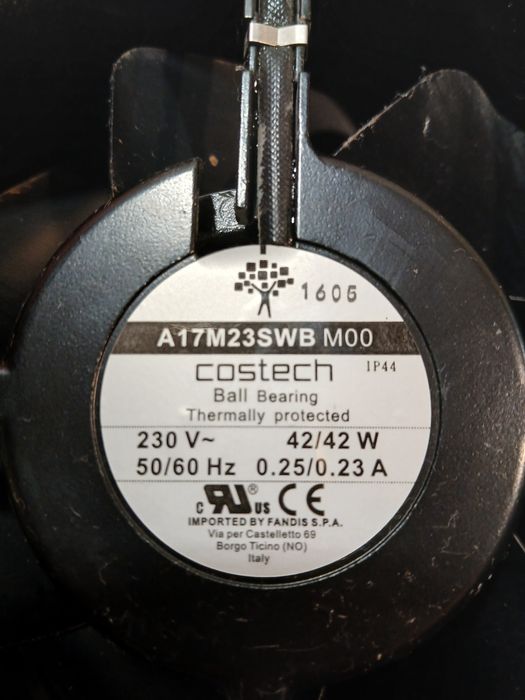 1605
A17M23SWB M00
costech IP44
Ball Bearing
Thermally protected
230 V~ 42/42 W
50/60 Hz 0.25/0.23 A
c RU® US CE
IMPORTED BY FANDIS S.P.A.
Via per Castelletto 69
Borgo Ticino (NO)
Italy